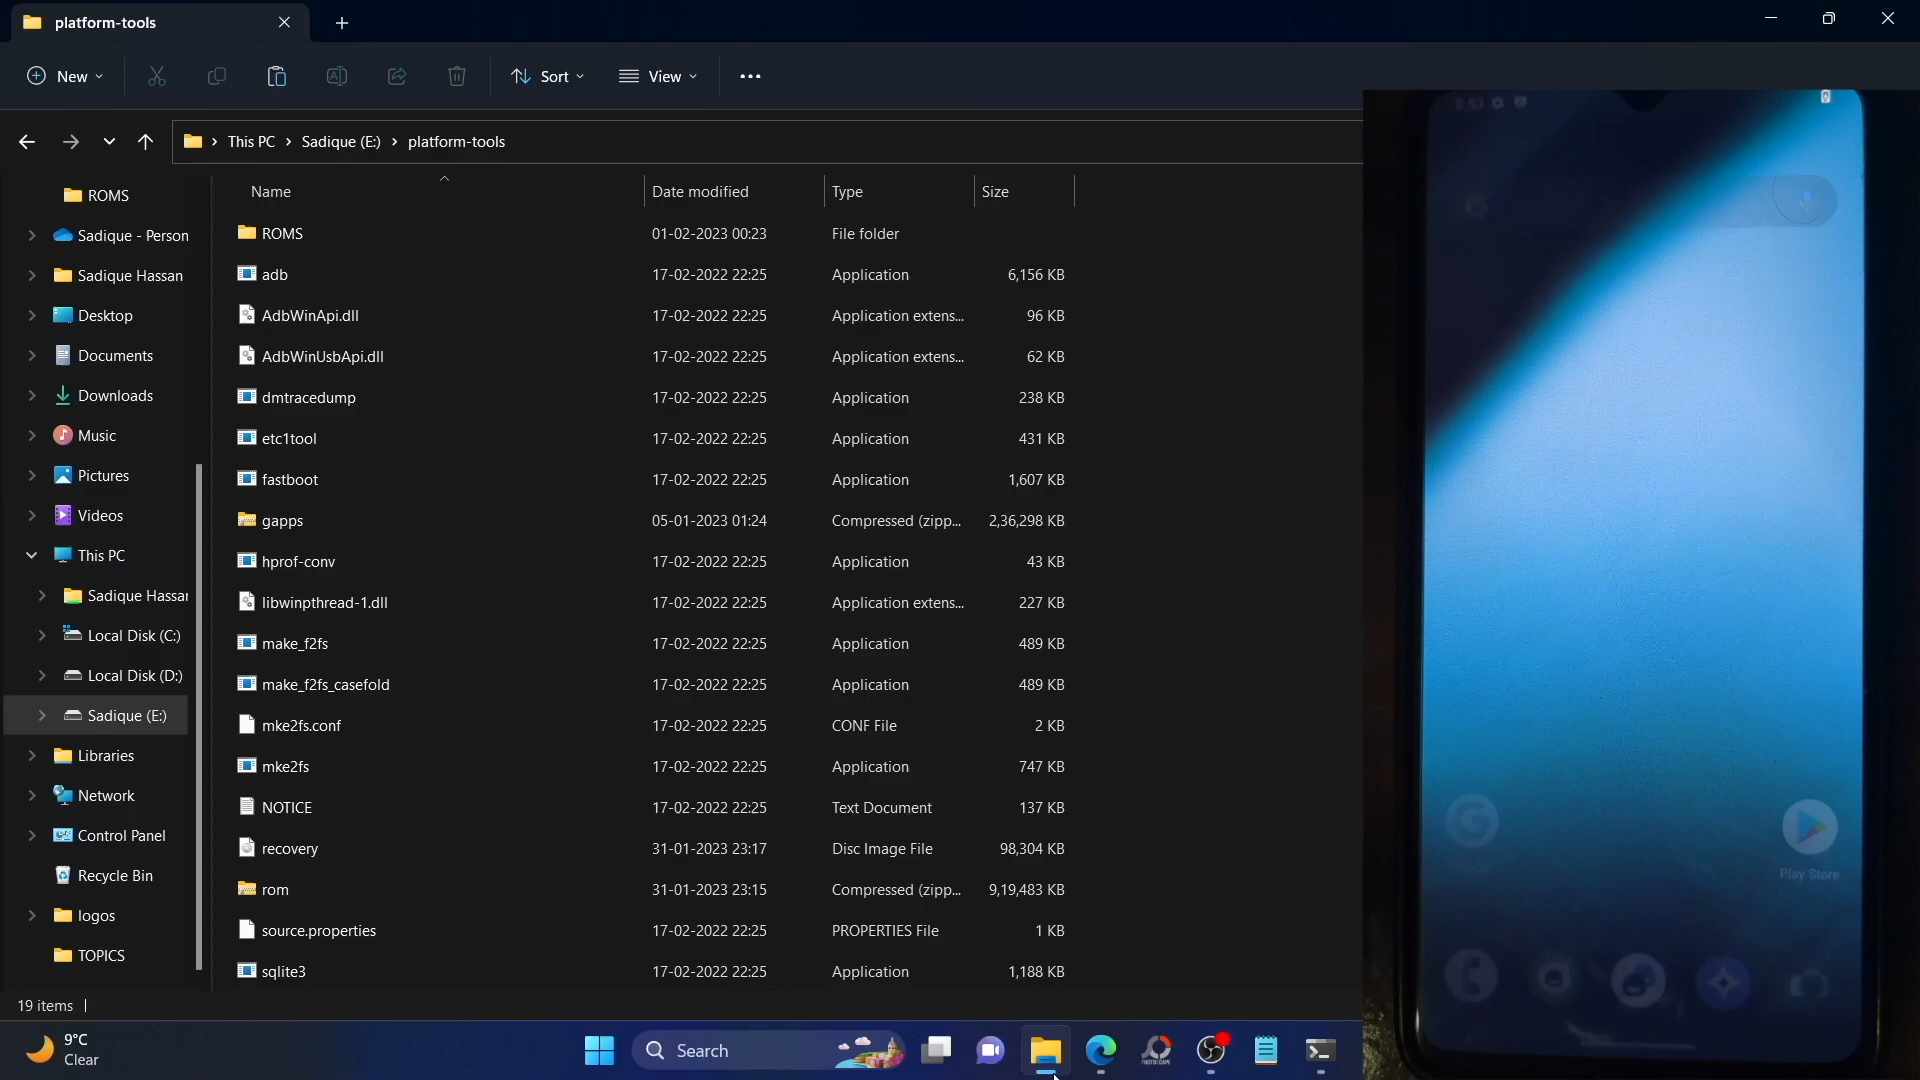 platform-tools
New
Sort
View
This PC
Sadique (E:)
platform-tools
8:53
Name
Date modified
Type
Size
ROMS
Sadique - Person
Sadique Hassan
Desktop
Documents
Downloads
Music
Pictures
Videos
This PC
Sadique Hassar
Local Disk (C:)
Local Disk (D:)
Sadique (E:)
Libraries
Network
Control Panel
Recycle Bin
logos
TOPICS
ROMS 01-02-2023 00:23 File folder
adb 17-02-2022 22:25 Application 6,156 KB
AdbWinApi.dll 17-02-2022 22:25 Application extens... 96 KB
AdbWinUsbApi.dll 17-02-2022 22:25 Application extens... 62 KB
dmtracedump 17-02-2022 22:25 Application 238 KB
etc1tool 17-02-2022 22:25 Application 431 KB
fastboot 17-02-2022 22:25 Application 1,607 KB
gapps 05-01-2023 01:24 Compressed (zipp... 2,36,298 KB
hprof-conv 17-02-2022 22:25 Application 43 KB
libwinpthread-1.dll 17-02-2022 22:25 Application extens... 227 KB
make_f2fs 17-02-2022 22:25 Application 489 KB
make_f2fs_casefold 17-02-2022 22:25 Application 489 KB
mke2fs.conf 17-02-2022 22:25 CONF File 2 KB
mke2fs 17-02-2022 22:25 Application 747 KB
NOTICE 17-02-2022 22:25 Text Document 137 KB
recovery 31-01-2023 23:17 Disc Image File 98,304 KB
rom 31-01-2023 23:15 Compressed (zipp... 9,19,483 KB
source.properties 17-02-2022 22:25 PROPERTIES File 1 KB
sqlite3 17-02-2022 22:25 Application 1,188 KB
Play Store
19 items
9°C
Clear
Search